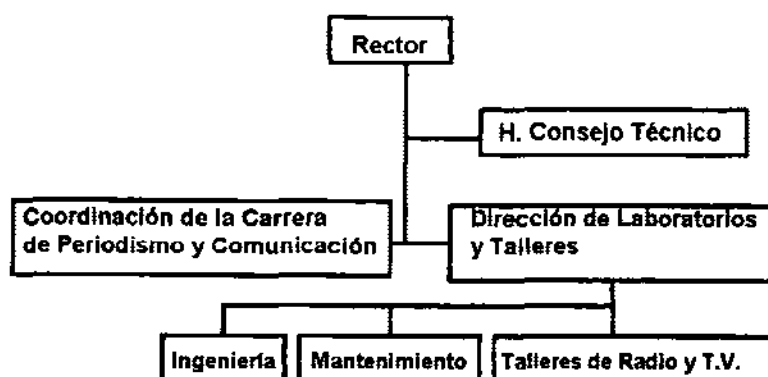 Rector
H. Consejo Técnico
Coordinación de la Carrera
de Periodismo y Comunicación
Dirección de Laboratorios
y Talleres
Ingeniería
Mantenimiento
Talleres de Radio y T.V.